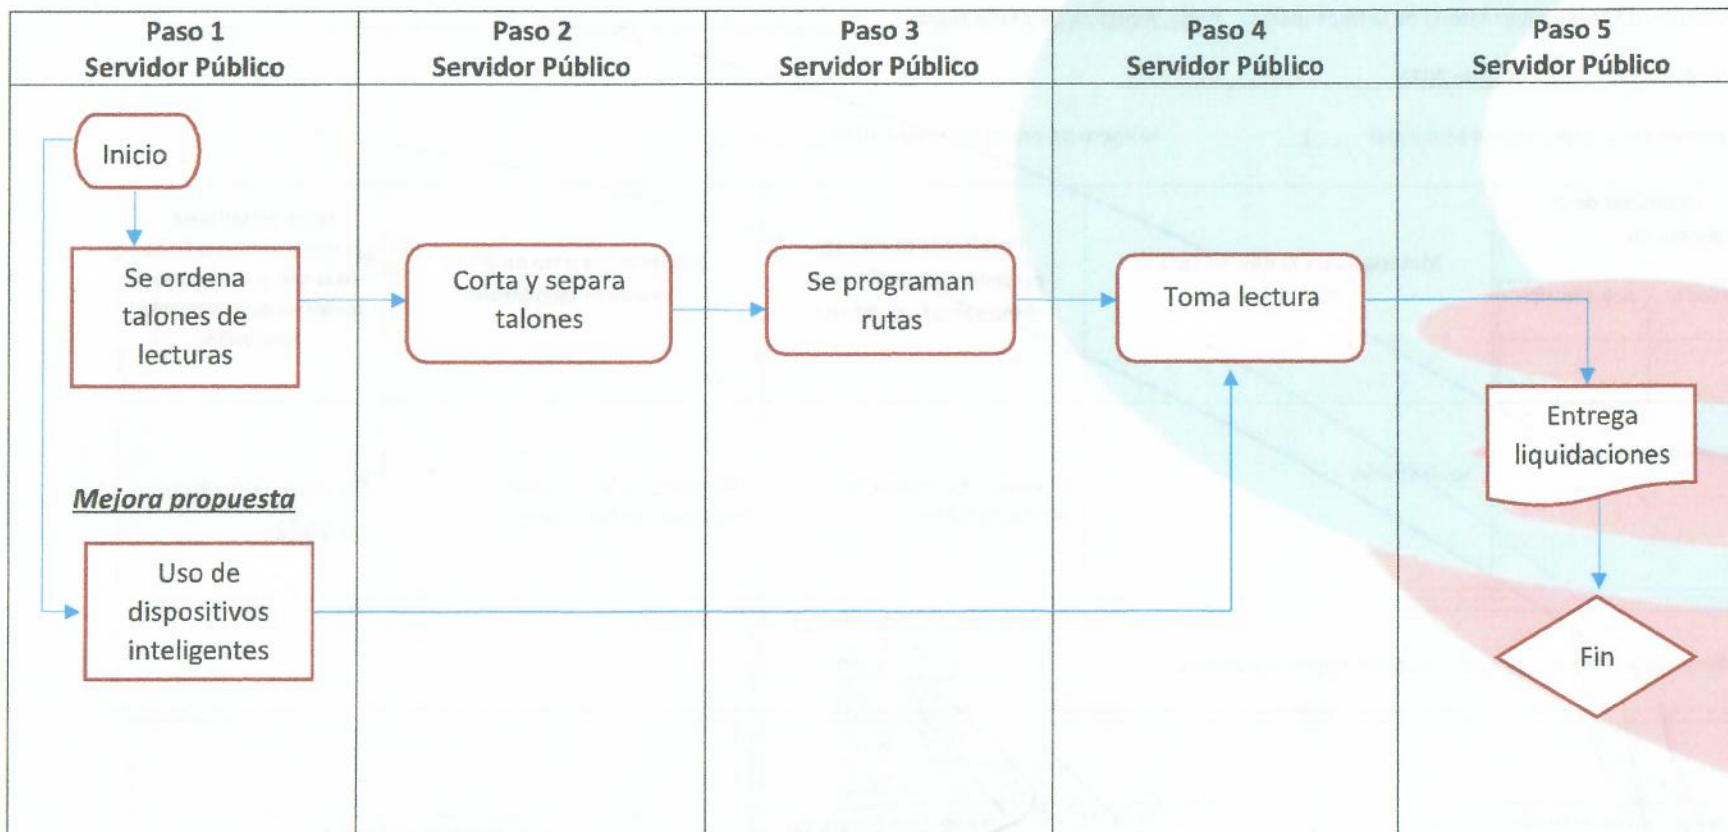 Paso 1
Servidor Público
Paso 2
Servidor Público
Paso 3
Servidor Público
Paso 4
Servidor Público
Paso 5
Servidor Público
Inicio
Se ordena
talones de
lecturas
Corta y separa
talones
Se programan
rutas
Toma lectura
Entrega
liquidaciones
Mejora propuesta
Uso de
dispositivos
inteligentes
Fin